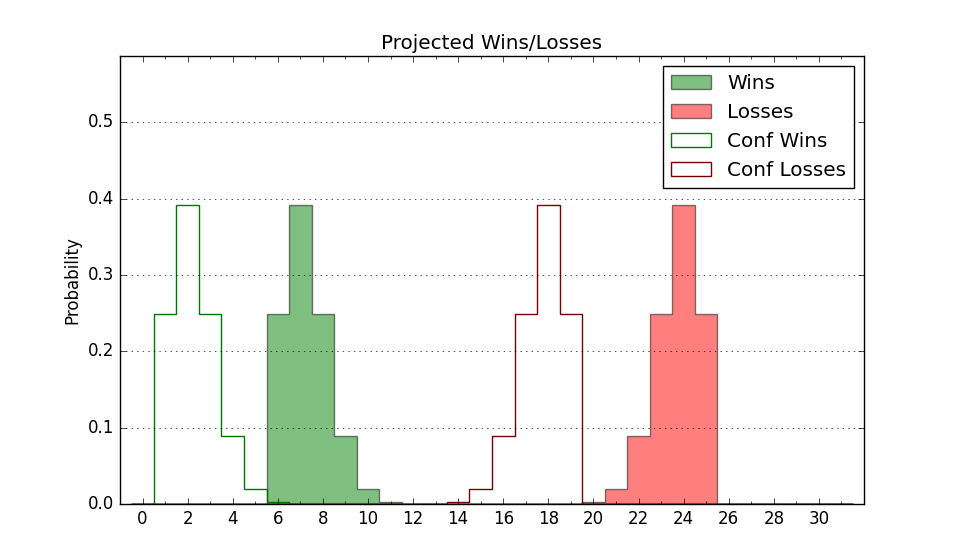 Projected Wins/Losses
Wins
Losses
Conf Wins
Conf Losses
Probability
0.5
0.4
0.3
0.2
0.1
0.0
0 2 4 6 8 10 12 14 16 18 20 22 24 26 28 30